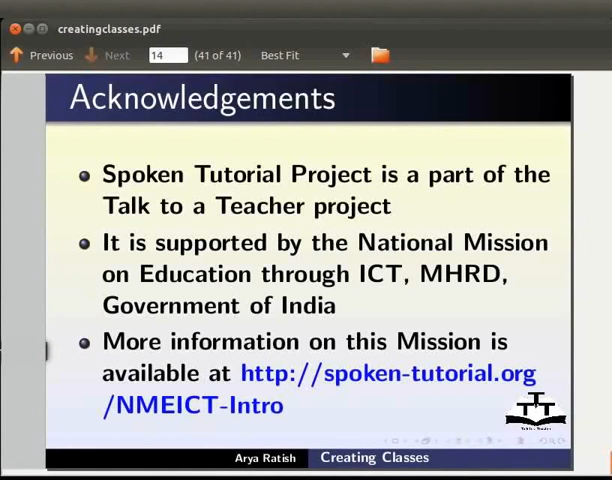 creatingclasses.pdf
Previous Next 14 (41 of 41) Best Fit
Acknowledgements
Spoken Tutorial Project is a part of the
Talk to a Teacher project
It is supported by the National Mission
on Education through ICT, MHRD,
Government of India
More information on this Mission is
available at http://spoken-tutorial.org
/NMEICT-Intro
Arya Ratish Creating Classes